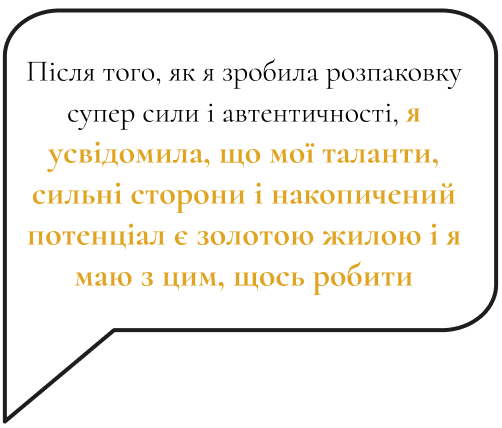 Після того, як я зробила розпаковку
супер сили і автентичності, я
усвідомила, що мої таланти,
сильні сторони і накопичений
потенціал є золотою жилою і я
маю з цим, щось робити